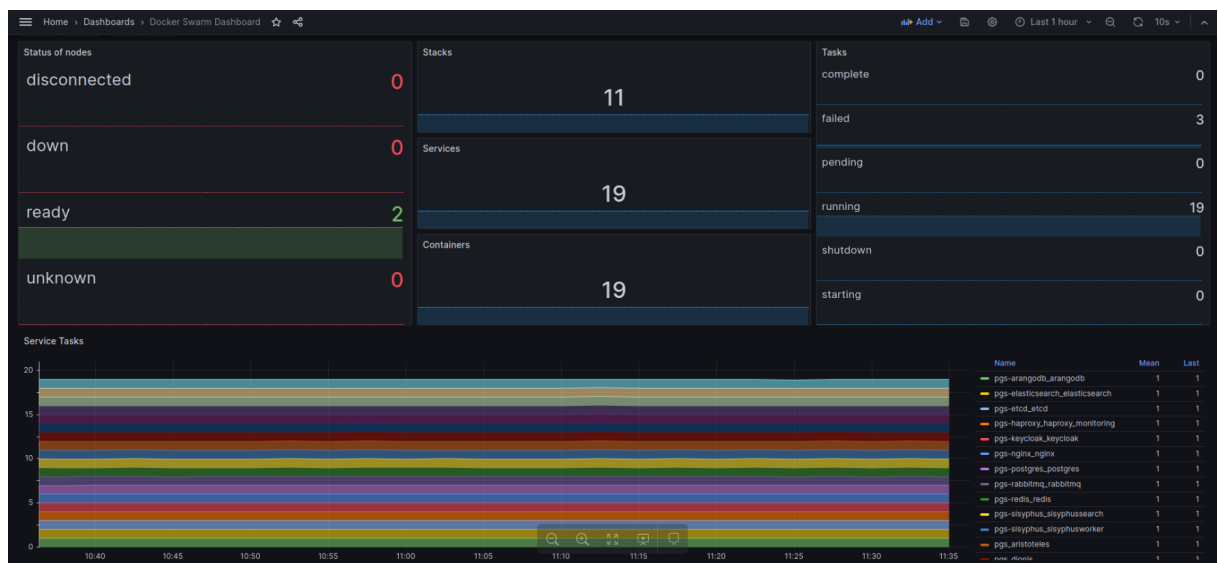 Home › Dashboards › Docker Swarm Dashboard
Add
Last 1 hour
10s
Status of nodes
disconnected 0
down 0
ready 2
unknown 0
Stacks
11
Services
19
Containers
19
Tasks
complete 0
failed 3
pending 0
running 19
shutdown 0
starting 0
Service Tasks
20
15
10
5
0
10:40 10:45 10:50 10:55 11:00 11:05 11:10 11:15 11:20 11:25 11:30 11:35
Name Mean Last
pgs-arangodb_arangodb 1 1
pgs-elasticsearch_elasticsearch 1 1
pgs-etcd_etcd 1 1
pgs-haproxy_haproxy_monitoring 1 1
pgs-keycloak_keycloak 1 1
pgs-nginx_nginx 1 1
pgs-postgres_postgres 1 1
pgs-rabbitmq_rabbitmq 1 1
pgs-redis_redis 1 1
pgs-sisyphus_sisyphussearch 1 1
pgs-sisyphus_sisyphusworker 1 1
pgs_aristoteles 1 1